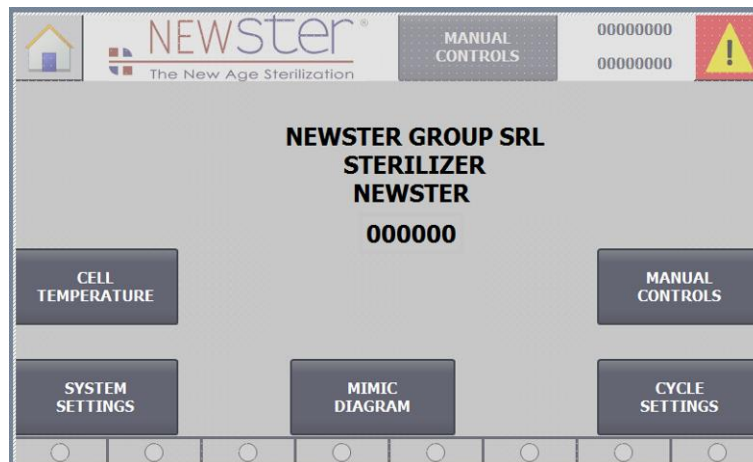 NEWSter®
The New Age Sterilization
MANUAL
CONTROLS
00000000
00000000
NEWSTER GROUP SRL
STERILIZER
NEWSTER
000000
CELL
TEMPERATURE
MANUAL
CONTROLS
SYSTEM
SETTINGS
MIMIC
DIAGRAM
CYCLE
SETTINGS